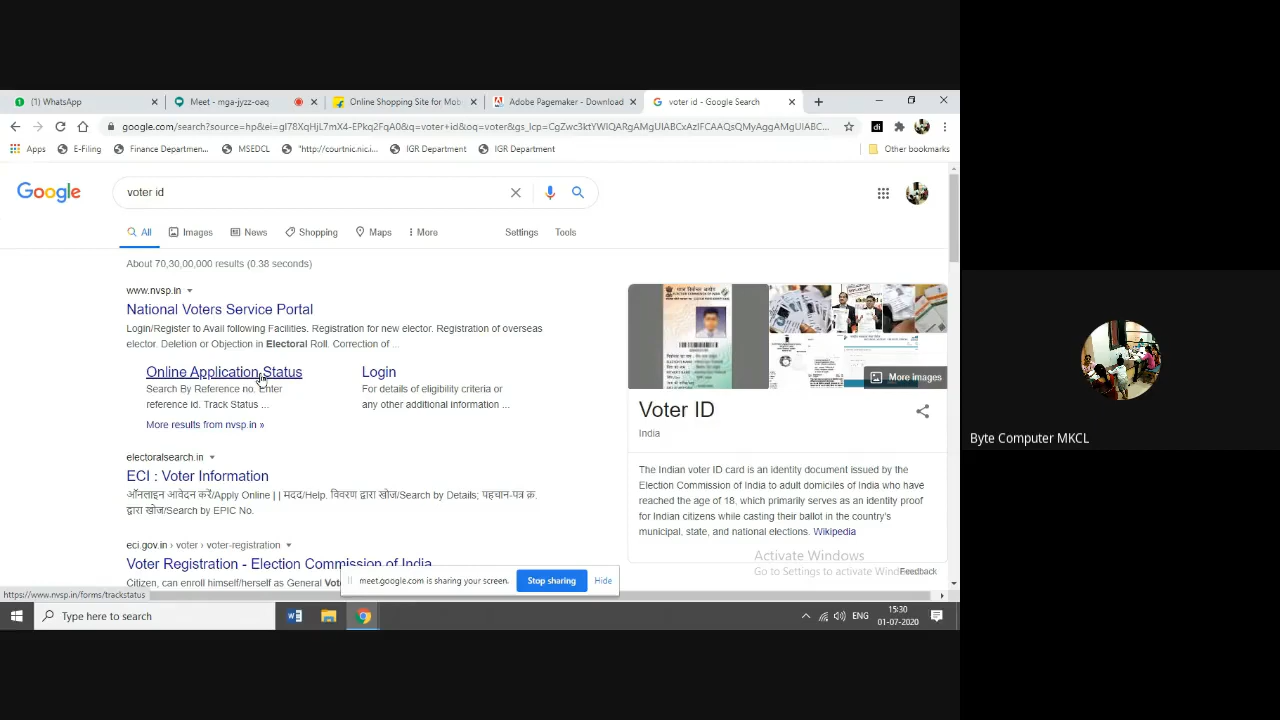 (1) WhatsApp
Meet - mga-jyzz-oaq
Online Shopping Site for Mob
Adobe Pagemaker - Download
voter id - Google Search
google.com/search?source=hp&ei=gI78XqHjL7mX4-EPkq2FqA0&q=voter+id&oq=voter&gs_lcp=CgZwc3ktYWIQARgAMgUIABCxAzIFCAAQsQMyAggAMgUIABC...
Apps
E-Filing
Finance Departmen...
MSEDCL
"http://courtnic.nic.i...
IGR Department
IGR Department
Other bookmarks
Google
voter id
All
Images
News
Shopping
Maps
More
Settings
Tools
About 70,30,00,000 results (0.38 seconds)
www.nvsp.in
National Voters Service Portal
Login/Register to Avail following Facilities. Registration for new elector. Registration of overseas
elector. Deletion or Objection in Electoral Roll. Correction of ...
Online Application Status
Search By Reference no. Enter
reference id. Track Status ...
Login
For details of eligibility criteria or
any other additional information ...
More results from nvsp.in »
electoralsearch.in
ECI : Voter Information
ऑनलाइन आवेदन करें/Apply Online | | मदद/Help. विवरण द्वारा खोज/Search by Details; पहचान-पत्र क्र.
द्वारा खोज/Search by EPIC No.
eci.gov.in › voter › voter-registration
Voter Registration - Election Commission of India
Citizen, can enroll himself/herself as General Vot
More images
Voter ID
India
The Indian voter ID card is an identity document issued by the
Election Commission of India to adult domiciles of India who have
reached the age of 18, which primarily serves as an identity proof
for Indian citizens while casting their ballot in the country's
municipal, state, and national elections. Wikipedia
Activate Windows
Go to Settings to activate Windows.
Feedback
meet.google.com is sharing your screen.
Stop sharing
Hide
https://www.nvsp.in/forms/trackstatus
Type here to search
ENG
15:30
01-07-2020
Byte Computer MKCL